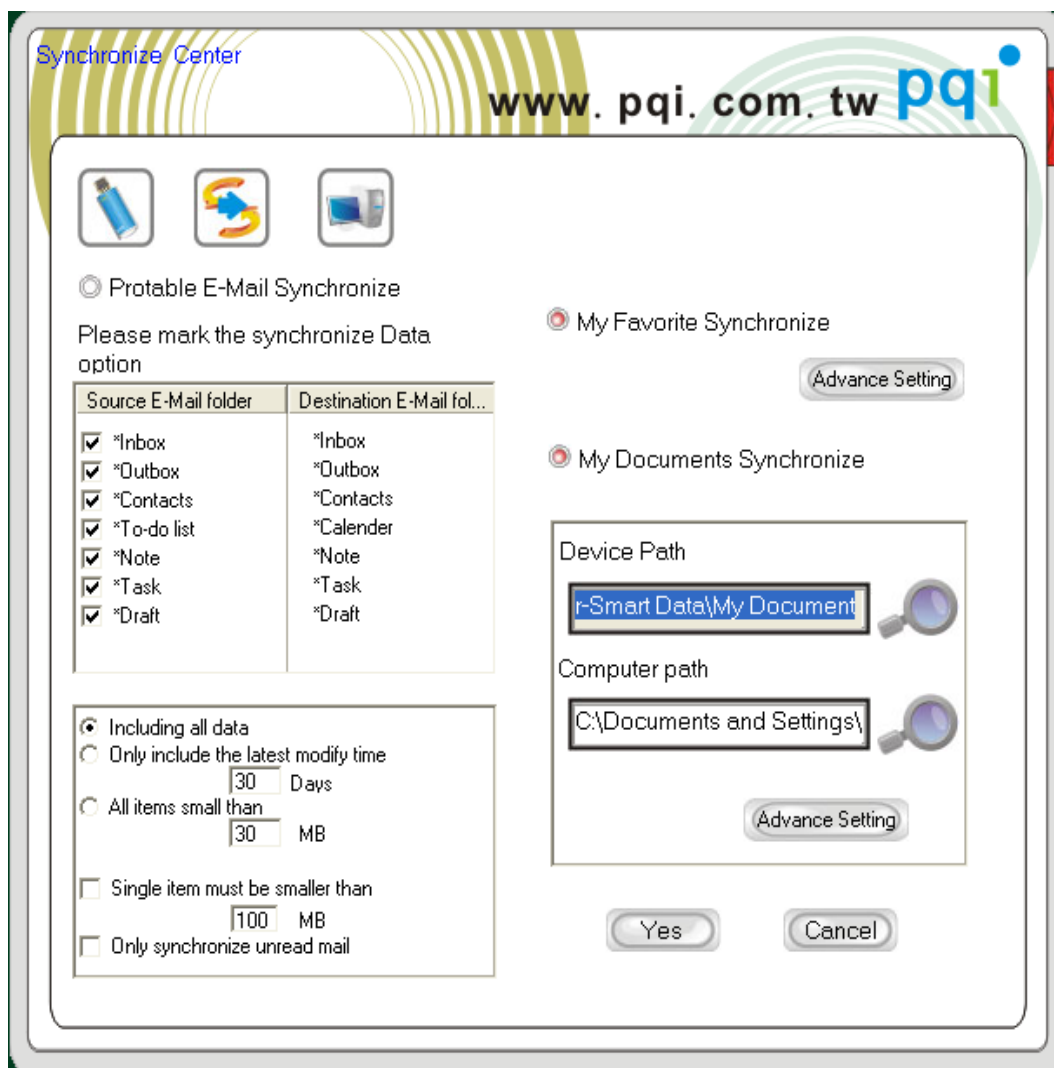 Synchronize Center
www. pqi. com. tw pqi
Protable E-Mail Synchronize
Please mark the synchronize Data
option
Source E-Mail folder Destination E-Mail fol...
*Inbox *Inbox
*Outbox *Outbox
*Contacts *Contacts
*To-do list *Calender
*Note *Note
*Task *Task
*Draft *Draft
Including all data
Only include the latest modify time
30 Days
All items small than
30 MB
Single item must be smaller than
100 MB
Only synchronize unread mail
My Favorite Synchronize
Advance Setting
My Documents Synchronize
Device Path
r-Smart Data\My Document
Computer path
C:\Documents and Settings\
Advance Setting
Yes Cancel